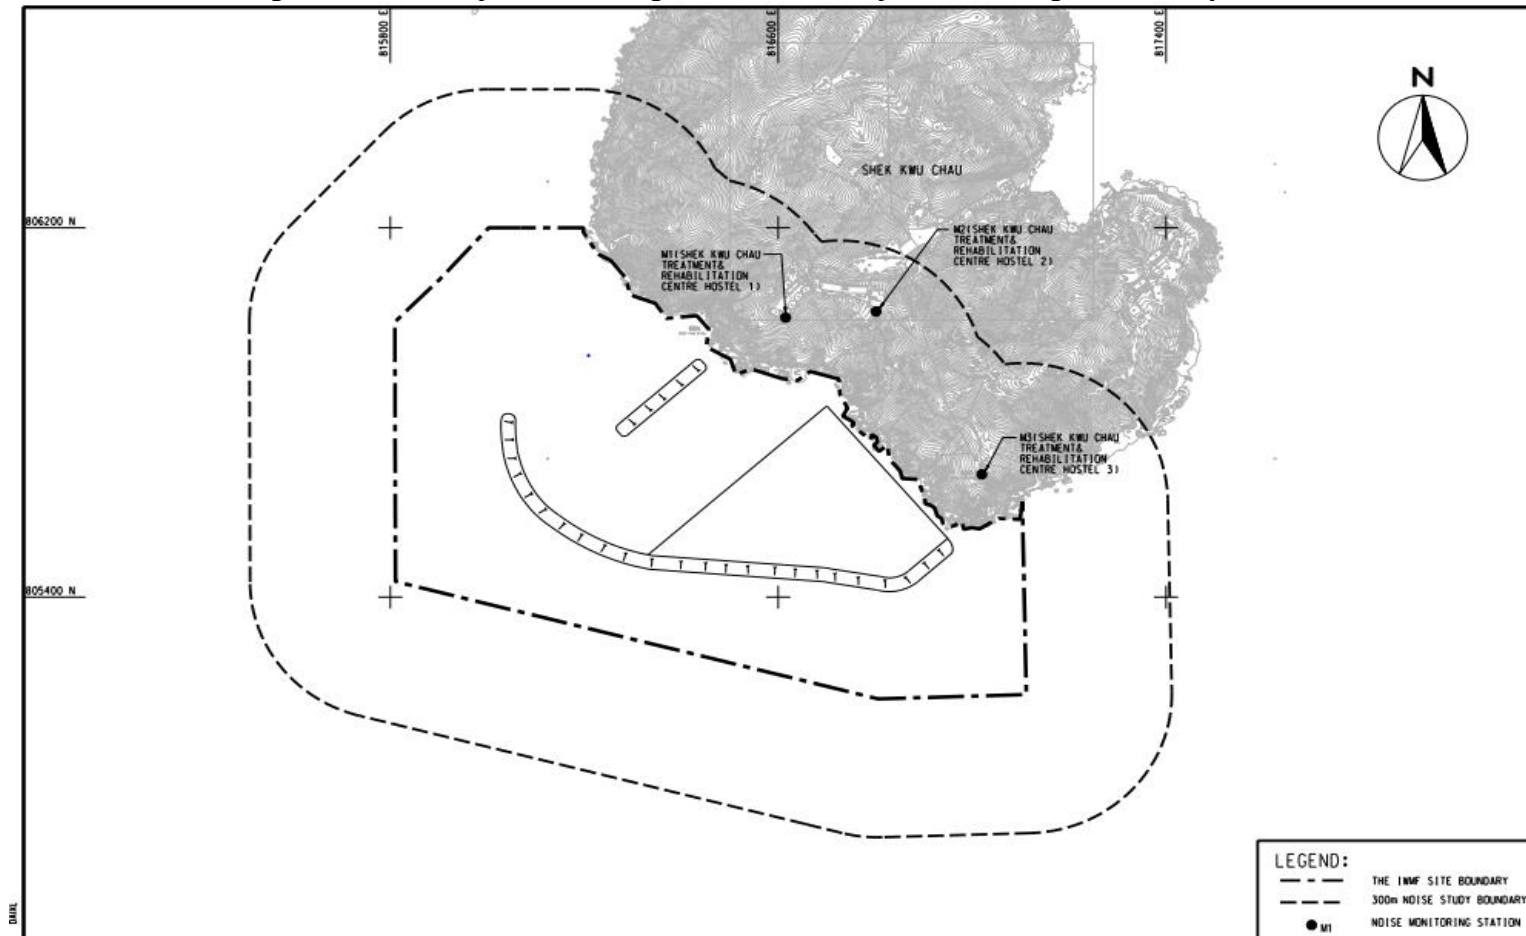 815800 E
816600 E
817400 E
N
SHEK KWU CHAU
806200 N
M1(SHEK KWU CHAU
TREATMENT&
REHABILITATION
CENTRE HOSTEL 1)
M2(SHEK KWU CHAU
TREATMENT&
REHABILITATION
CENTRE HOSTEL 2)
M3(SHEK KWU CHAU
TREATMENT&
REHABILITATION
CENTRE HOSTEL 3)
805400 N
LEGEND:
THE IWMF SITE BOUNDARY
300m NOISE STUDY BOUNDARY
M1 NOISE MONITORING STATION